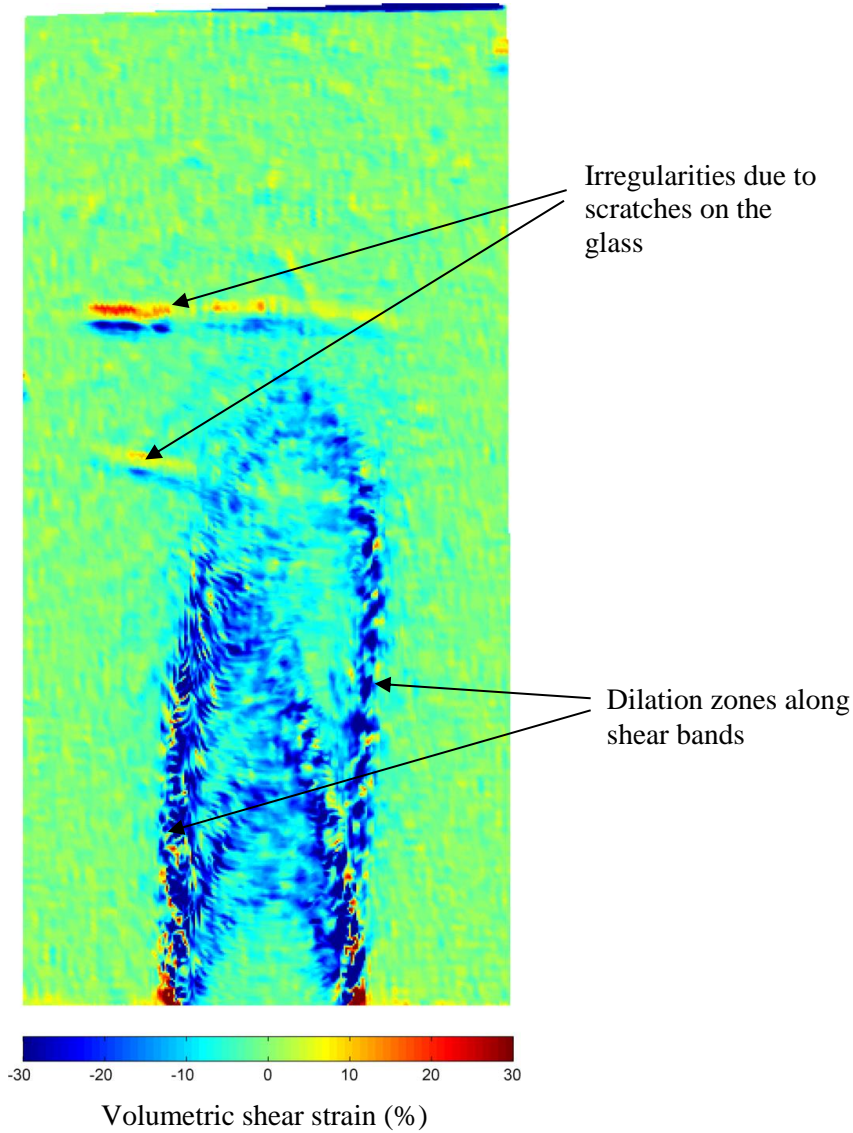 Irregularities due to
scratches on the
glass
Dilation zones along
shear bands
-30 -20 -10 0 10 20 30
Volumetric shear strain (%)